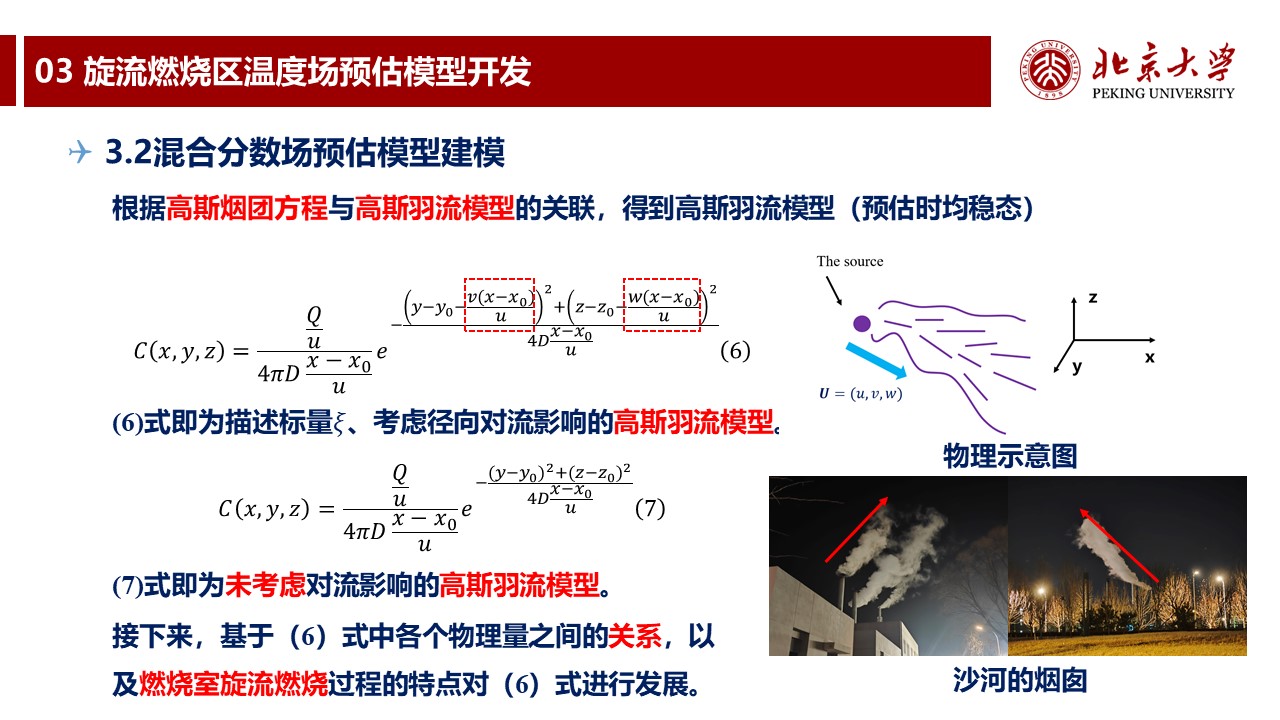 03 旋流燃烧区温度场预估模型开发
北京大学
PEKING UNIVERSITY
PEKING UNIVERSITY
1898
3.2混合分数场预估模型建模
根据高斯烟团方程与高斯羽流模型的关联，得到高斯羽流模型（预估时均稳态）
C(x,y,z) = \frac{\frac{Q}{u}}{4πD\frac{x-x_0}{u}} e^{-\frac{\left(y-y_0-\frac{v(x-x_0)}{u}\right)^2+\left(z-z_0-\frac{w(x-x_0)}{u}\right)^2}{4D\frac{x-x_0}{u}}} (6)
(6)式即为描述标量ξ、考虑径向对流影响的高斯羽流模型。
C(x,y,z) = \frac{\frac{Q}{u}}{4πD\frac{x-x_0}{u}} e^{-\frac{(y-y_0)^2+(z-z_0)^2}{4D\frac{x-x_0}{u}}} (7)
(7)式即为未考虑对流影响的高斯羽流模型。
接下来，基于（6）式中各个物理量之间的关系，以
及燃烧室旋流燃烧过程的特点对（6）式进行发展。
The source
U = (u, v, w)
z
x
y
物理示意图
沙河的烟囱